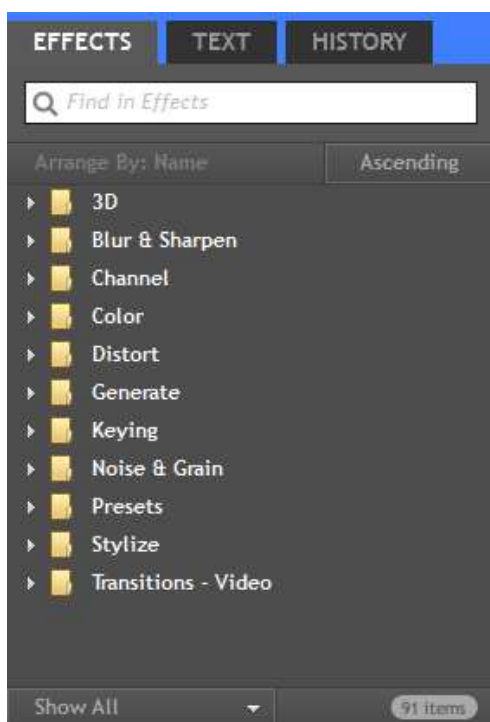 EFFECTS TEXT HISTORY
Find in Effects
Arrange By: Name Ascending
3D
Blur & Sharpen
Channel
Color
Distort
Generate
Keying
Noise & Grain
Presets
Stylize
Transitions - Video
Show All 91 items